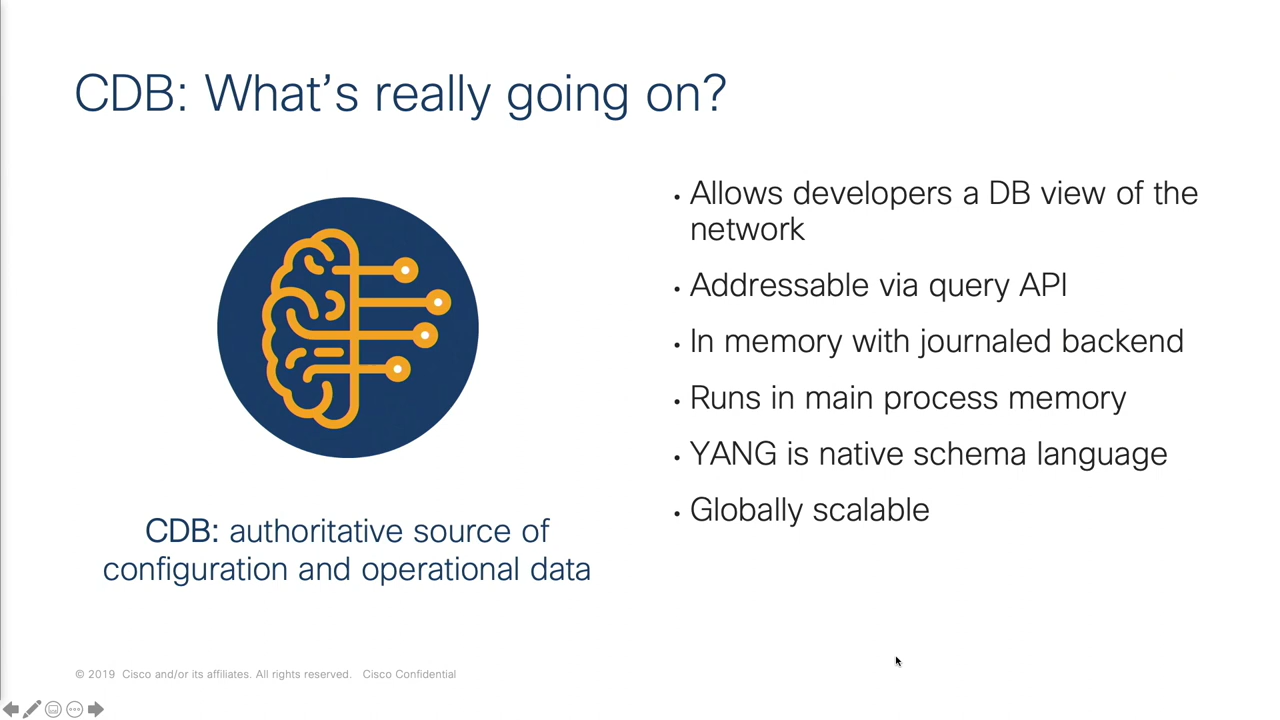 CDB: What's really going on?
• Allows developers a DB view of the
network
• Addressable via query API
• In memory with journaled backend
• Runs in main process memory
• YANG is native schema language
• Globally scalable
CDB: authoritative source of
configuration and operational data
© 2019 Cisco and/or its affiliates. All rights reserved. Cisco Confidential